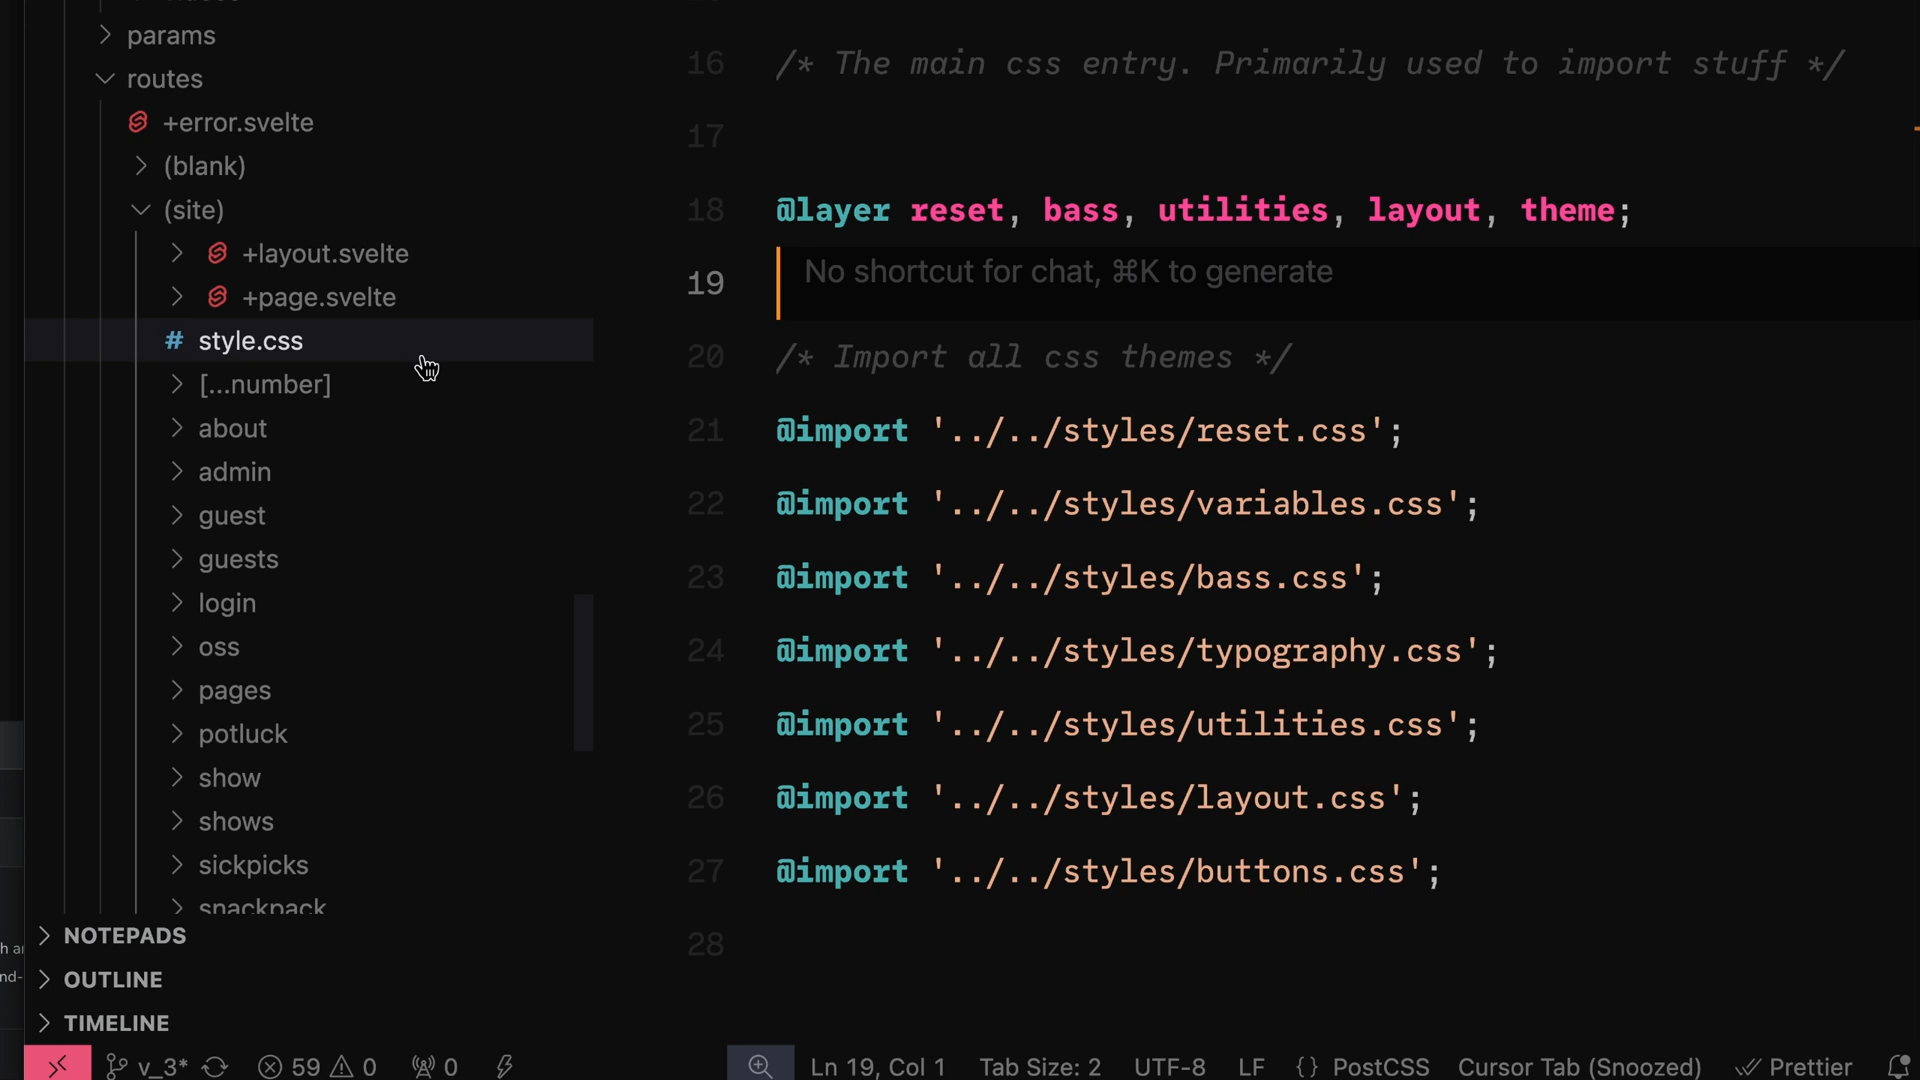 params
routes
+error.svelte
(blank)
(site)
+layout.svelte
+page.svelte
# style.css
[...number]
about
admin
guest
guests
login
oss
pages
potluck
show
shows
sickpicks
snackpack
NOTEPADS
OUTLINE
TIMELINE
16 /* The main css entry. Primarily used to import stuff */
17
18 @layer reset, bass, utilities, layout, theme;
19 No shortcut for chat, ⌘K to generate
20 /* Import all css themes */
21 @import '../../styles/reset.css';
22 @import '../../styles/variables.css';
23 @import '../../styles/bass.css';
24 @import '../../styles/typography.css';
25 @import '../../styles/utilities.css';
26 @import '../../styles/layout.css';
27 @import '../../styles/buttons.css';
28
v_3* 59 0 0 Ln 19, Col 1 Tab Size: 2 UTF-8 LF {} PostCSS Cursor Tab (Snoozed) Prettier